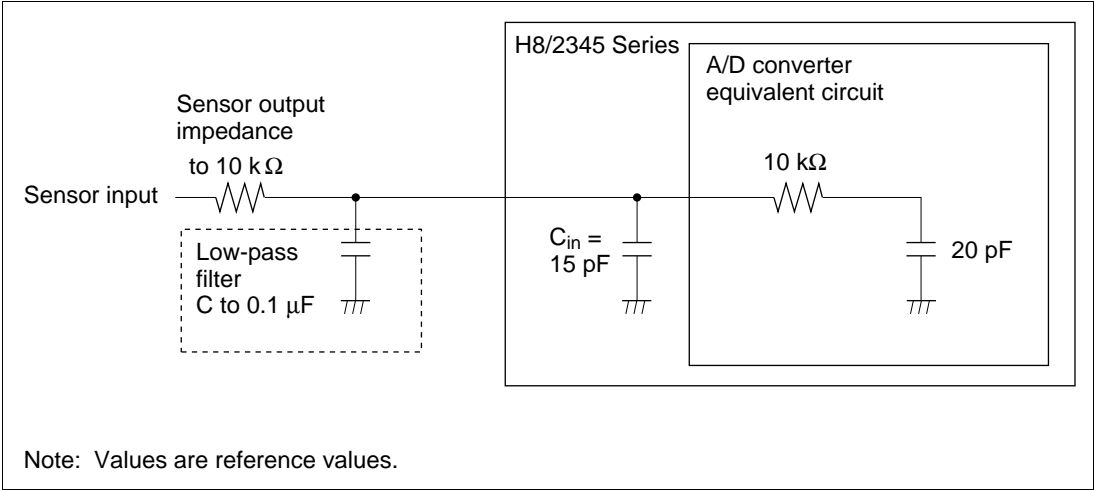 H8/2345 Series
A/D converter
equivalent circuit
Sensor output
impedance
to 10 kΩ
10 kΩ
Sensor input
Low-pass
filter
C to 0.1 µF
Cin =
15 pF
20 pF
Note: Values are reference values.